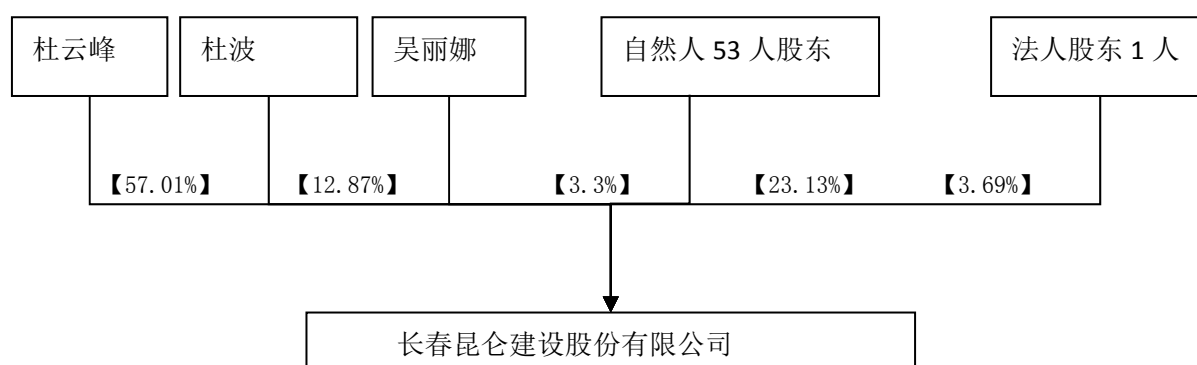 杜云峰
杜波
吴丽娜
自然人 53 人股东
法人股东 1 人
【57.01%】
【12.87%】
【3.3%】
【23.13%】
【3.69%】
长春昆仑建设股份有限公司